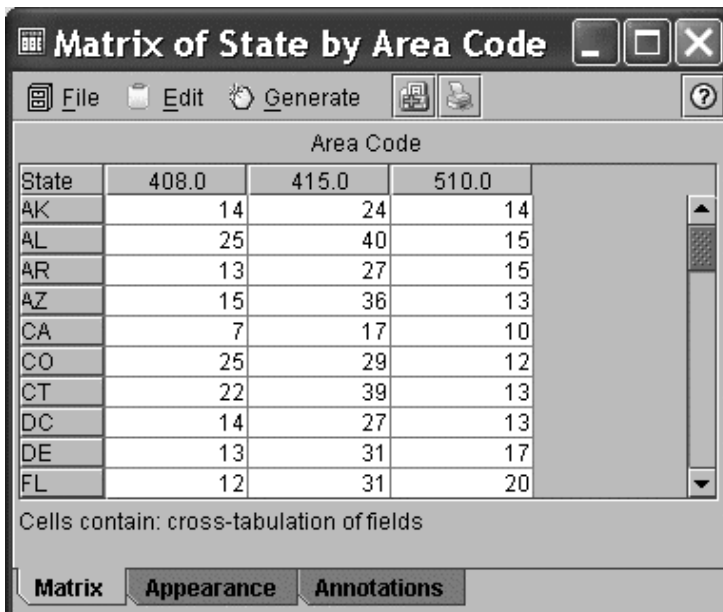 Matrix of State by Area Code
File Edit Generate
Area Code
State 408.0 415.0 510.0
AK 14 24 14
AL 25 40 15
AR 13 27 15
AZ 15 36 13
CA 7 17 10
CO 25 29 12
CT 22 39 13
DC 14 27 13
DE 13 31 17
FL 12 31 20
Cells contain: cross-tabulation of fields
Matrix Appearance Annotations